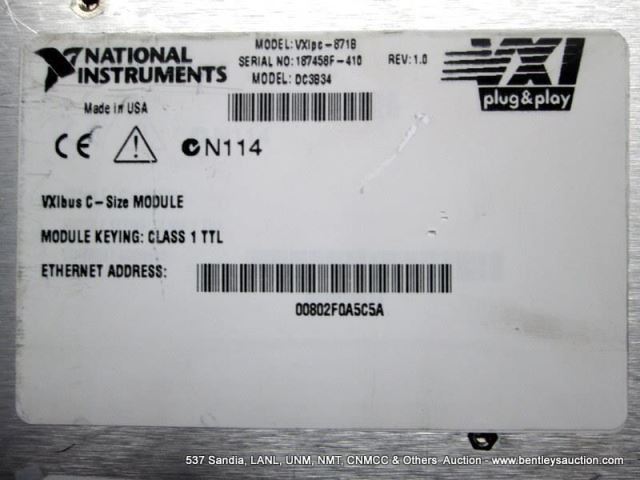 NATIONAL INSTRUMENTS
MODEL: VXIpc-871B
SERIAL NO: 187458F-410 REV: 1.0
MODEL: DC3B34
VXI
plug&play
Made in USA
CE
N114
VXIbus C-Size MODULE
MODULE KEYING: CLASS 1 TTL
ETHERNET ADDRESS:
00802F0A5C5A
537 Sandia, LANL, UNM, NMT, CNMCC & Others Auction - www.bentleysauction.com